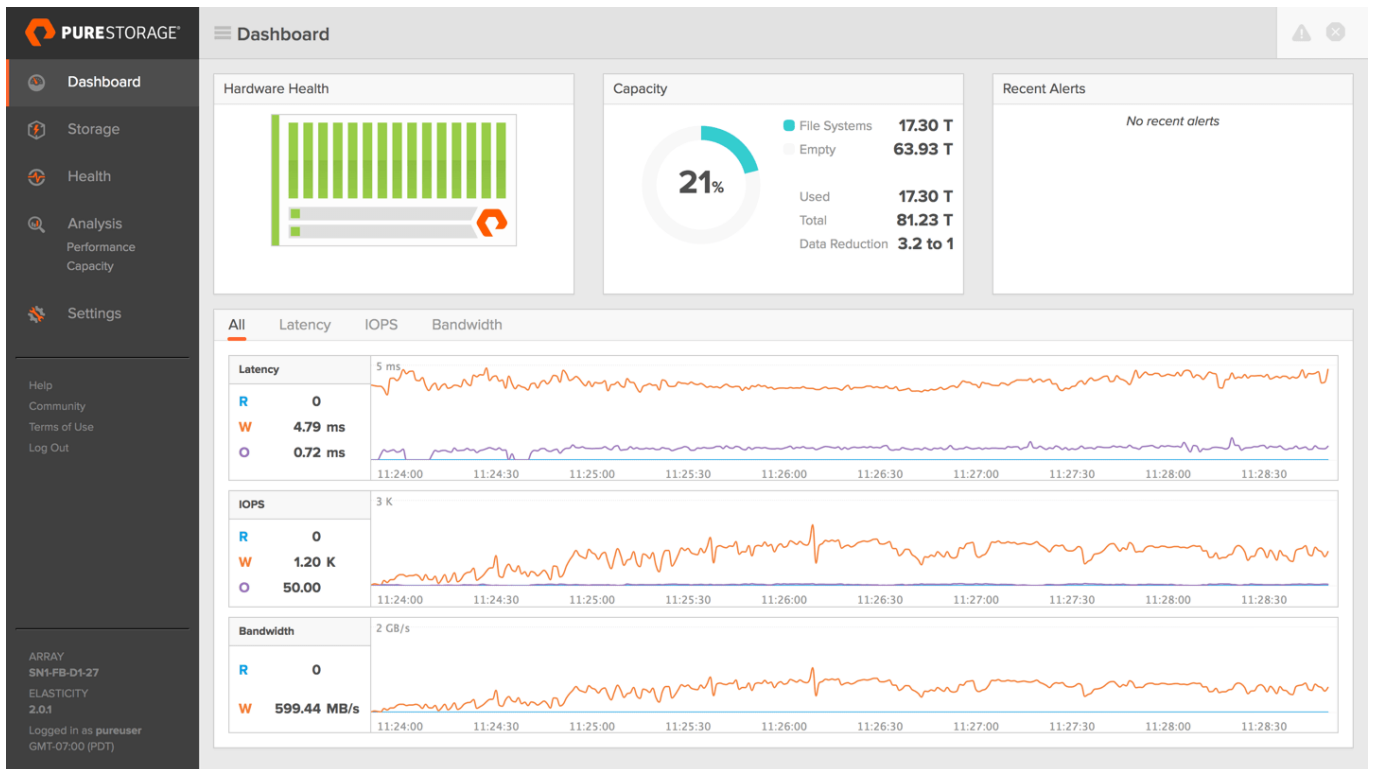 PURESTORAGE®
Dashboard
Dashboard
Storage
Health
Analysis
Performance
Capacity
Settings
Help
Community
Terms of Use
Log Out
ARRAY
SN1-FB-D1-27
ELASTICITY
2.0.1
Logged in as pureuser
GMT-07:00 (PDT)
Hardware Health
Capacity
21%
File Systems 17.30 T
Empty 63.93 T
Used 17.30 T
Total 81.23 T
Data Reduction 3.2 to 1
Recent Alerts
No recent alerts
All Latency IOPS Bandwidth
Latency
R 0
W 4.79 ms
O 0.72 ms
5 ms
11:24:00 11:24:30 11:25:00 11:25:30 11:26:00 11:26:30 11:27:00 11:27:30 11:28:00 11:28:30
IOPS
R 0
W 1.20 K
O 50.00
3 K
11:24:00 11:24:30 11:25:00 11:25:30 11:26:00 11:26:30 11:27:00 11:27:30 11:28:00 11:28:30
Bandwidth
R 0
W 599.44 MB/s
2 GB/s
11:24:00 11:24:30 11:25:00 11:25:30 11:26:00 11:26:30 11:27:00 11:27:30 11:28:00 11:28:30